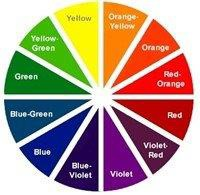 Yellow
Orange-
Yellow
Orange
Red-
Orange
Red
Violet-
Red
Violet
Blue-
Violet
Blue
Blue-Green
Green
Yellow-
Green